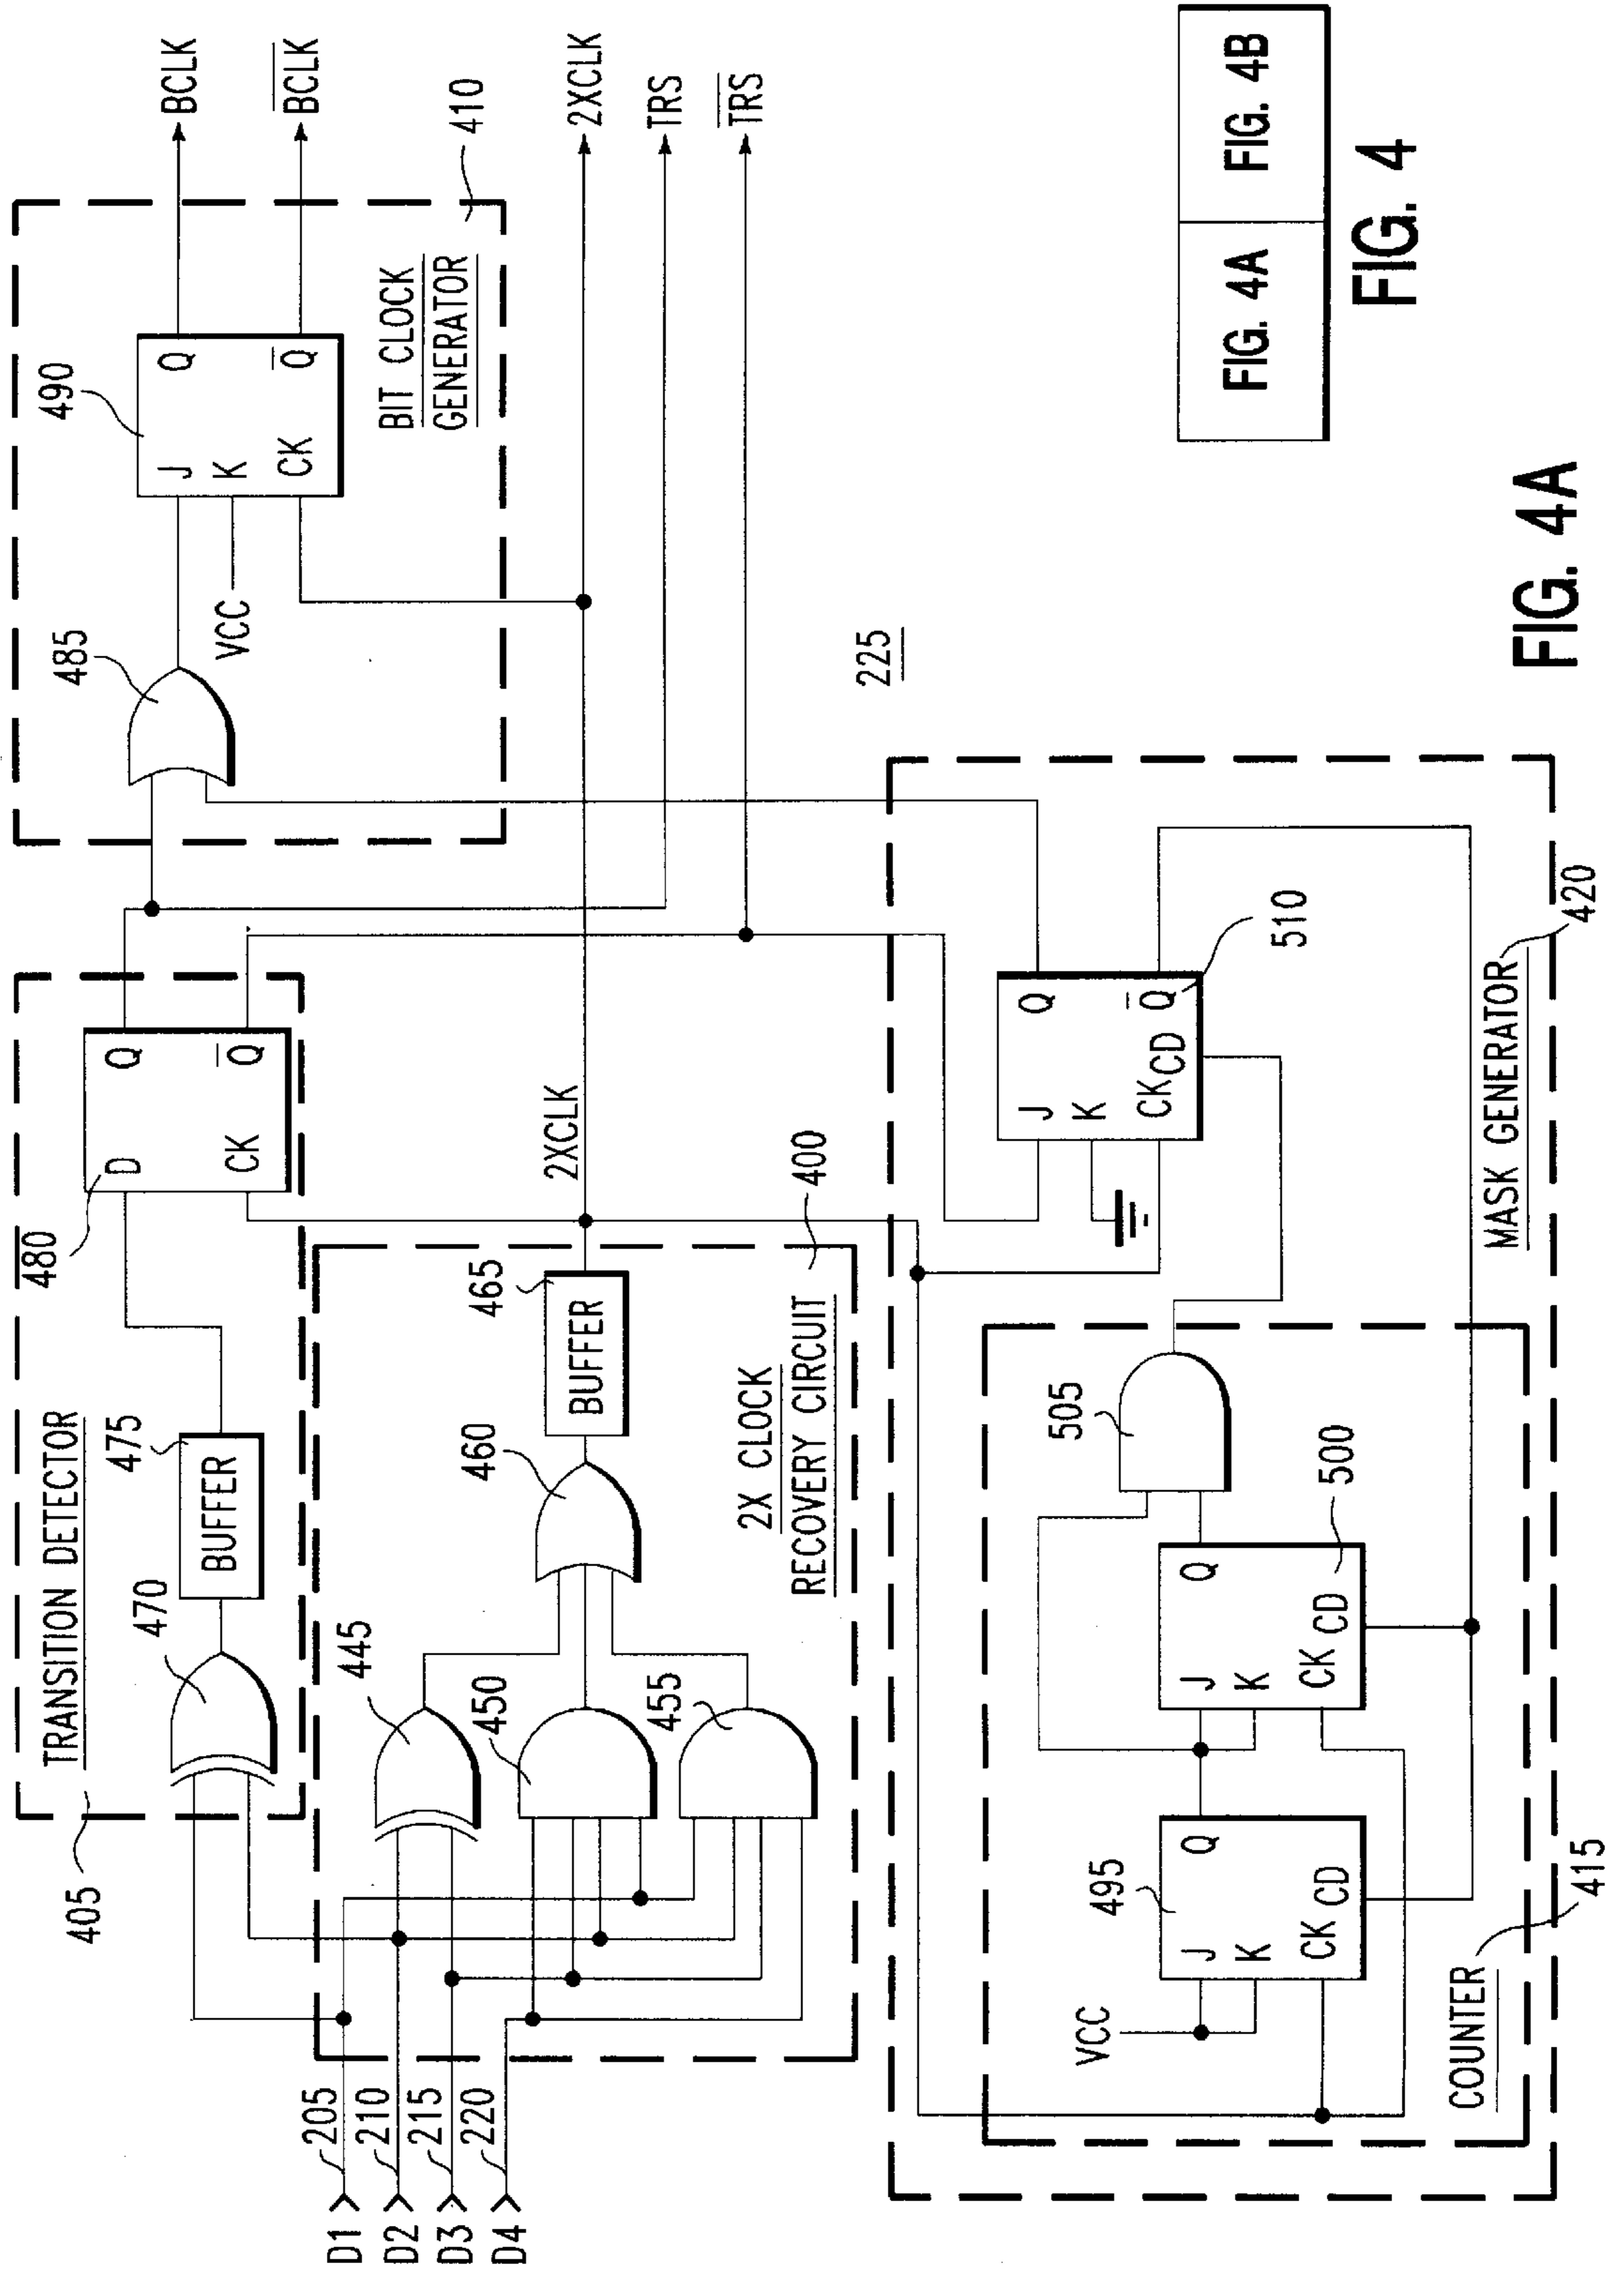 TRANSITION DETECTOR
405
470
475
BUFFER
480
D
CK
Q
Q̅
485
VCC
490
J
K
CK
Q
Q̅
BIT CLOCK
GENERATOR
410
BCLK
B̅C̅L̅K̅
D1
D2
D3
D4
205
210
215
220
445
450
455
460
465
BUFFER
2X CLOCK
RECOVERY CIRCUIT
400
2XCLK
2XCLK
TRS
T̅R̅S̅
225
VCC
495
J
K
CK
CD
Q
500
J
K
CK
CD
Q
505
COUNTER
415
J
K
CK
CD
Q
Q̅
510
MASK GENERATOR
420
FIG. 4A
FIG. 4B
FIG. 4
FIG. 4A